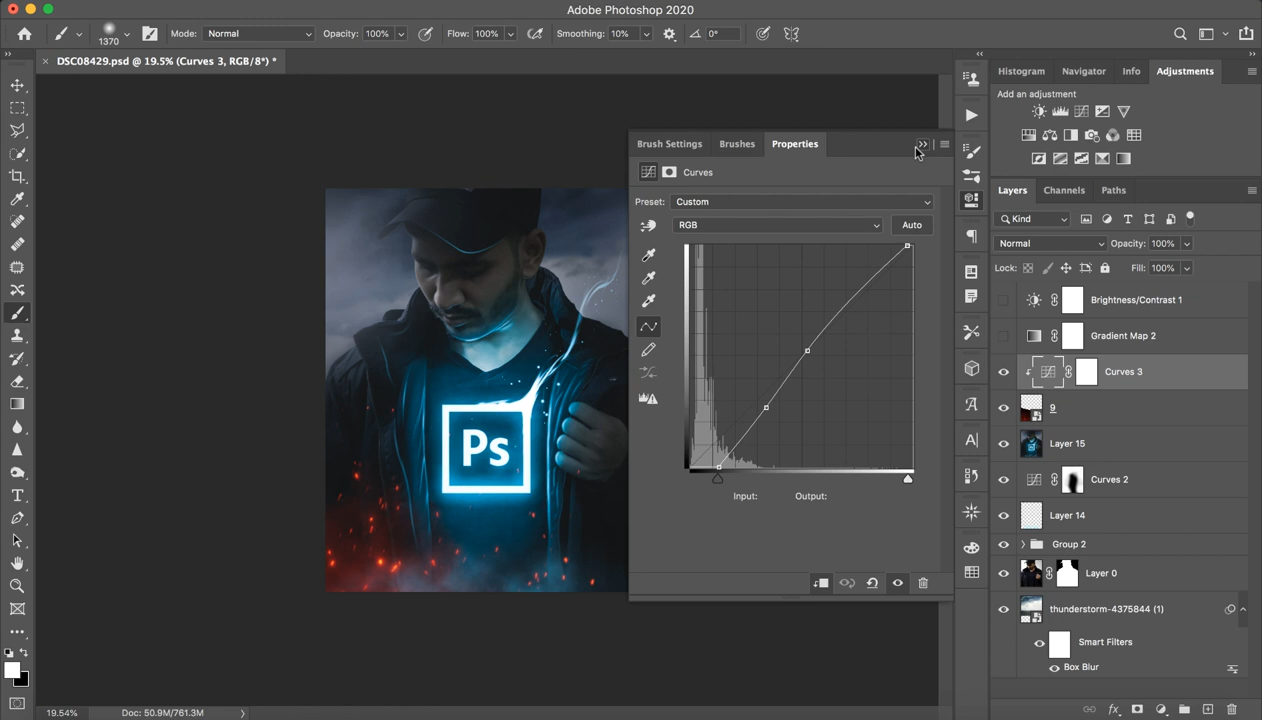 Adobe Photoshop 2020
1370
Mode: Normal
Opacity: 100%
Flow: 100%
Smoothing: 10%
0°
× DSC08429.psd @ 19.5% (Curves 3, RGB/8*) *
Histogram Navigator Info Adjustments
Add an adjustment
Brush Settings Brushes Properties
Curves
Preset: Custom
RGB
Auto
Input: Output:
Ps
Layers Channels Paths
Kind
Normal
Opacity: 100%
Lock:
Fill: 100%
Brightness/Contrast 1
Gradient Map 2
Curves 3
9
Layer 15
Curves 2
Layer 14
Group 2
Layer 0
thunderstorm-4375844 (1)
Smart Filters
Box Blur
fx
19.54% Doc: 50.9M/761.3M